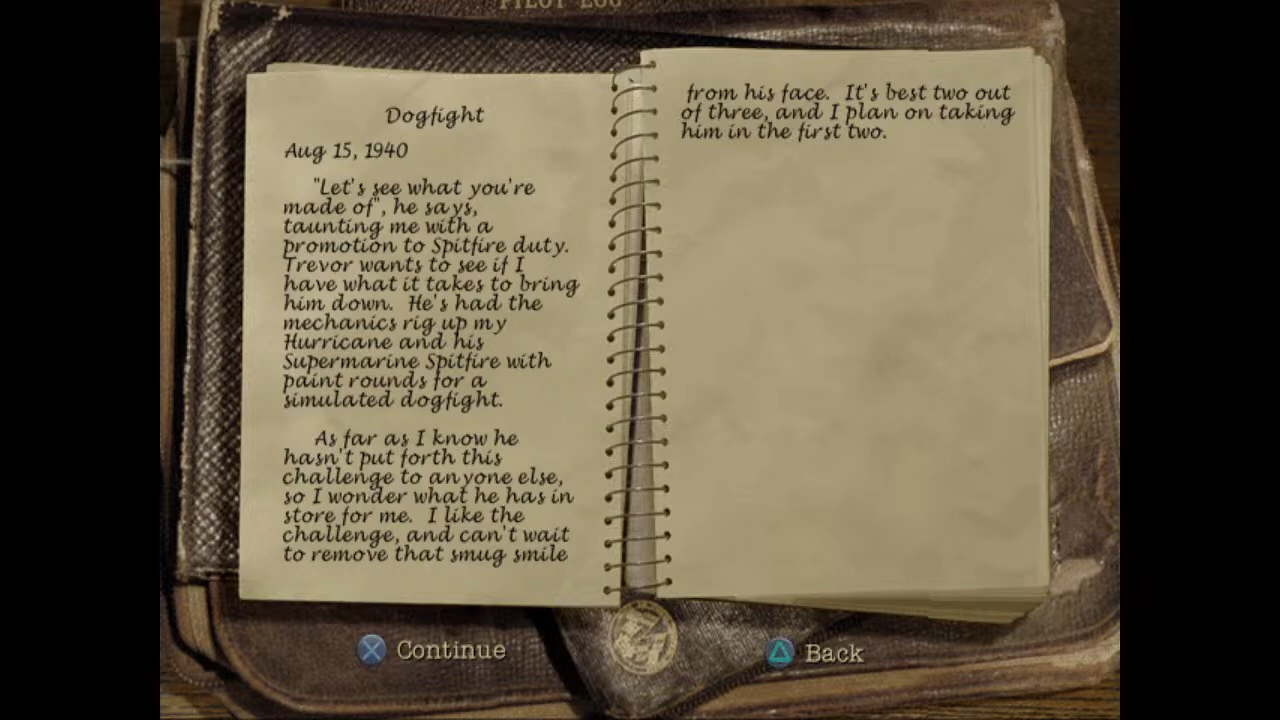 PILOT LOG
Dogfight
Aug 15, 1940
"Let's see what you're
made of", he says,
taunting me with a
promotion to Spitfire duty.
Trevor wants to see if I
have what it takes to bring
him down.  He's had the
mechanics rig up my
Hurricane and his
Supermarine Spitfire with
paint rounds for a
simulated dogfight.
As far as I know he
hasn't put forth this
challenge to anyone else,
so I wonder what he has in
store for me.  I like the
challenge, and can't wait
to remove that smug smile
from his face.  It's best two out
of three, and I plan on taking
him in the first two.
Continue
Back